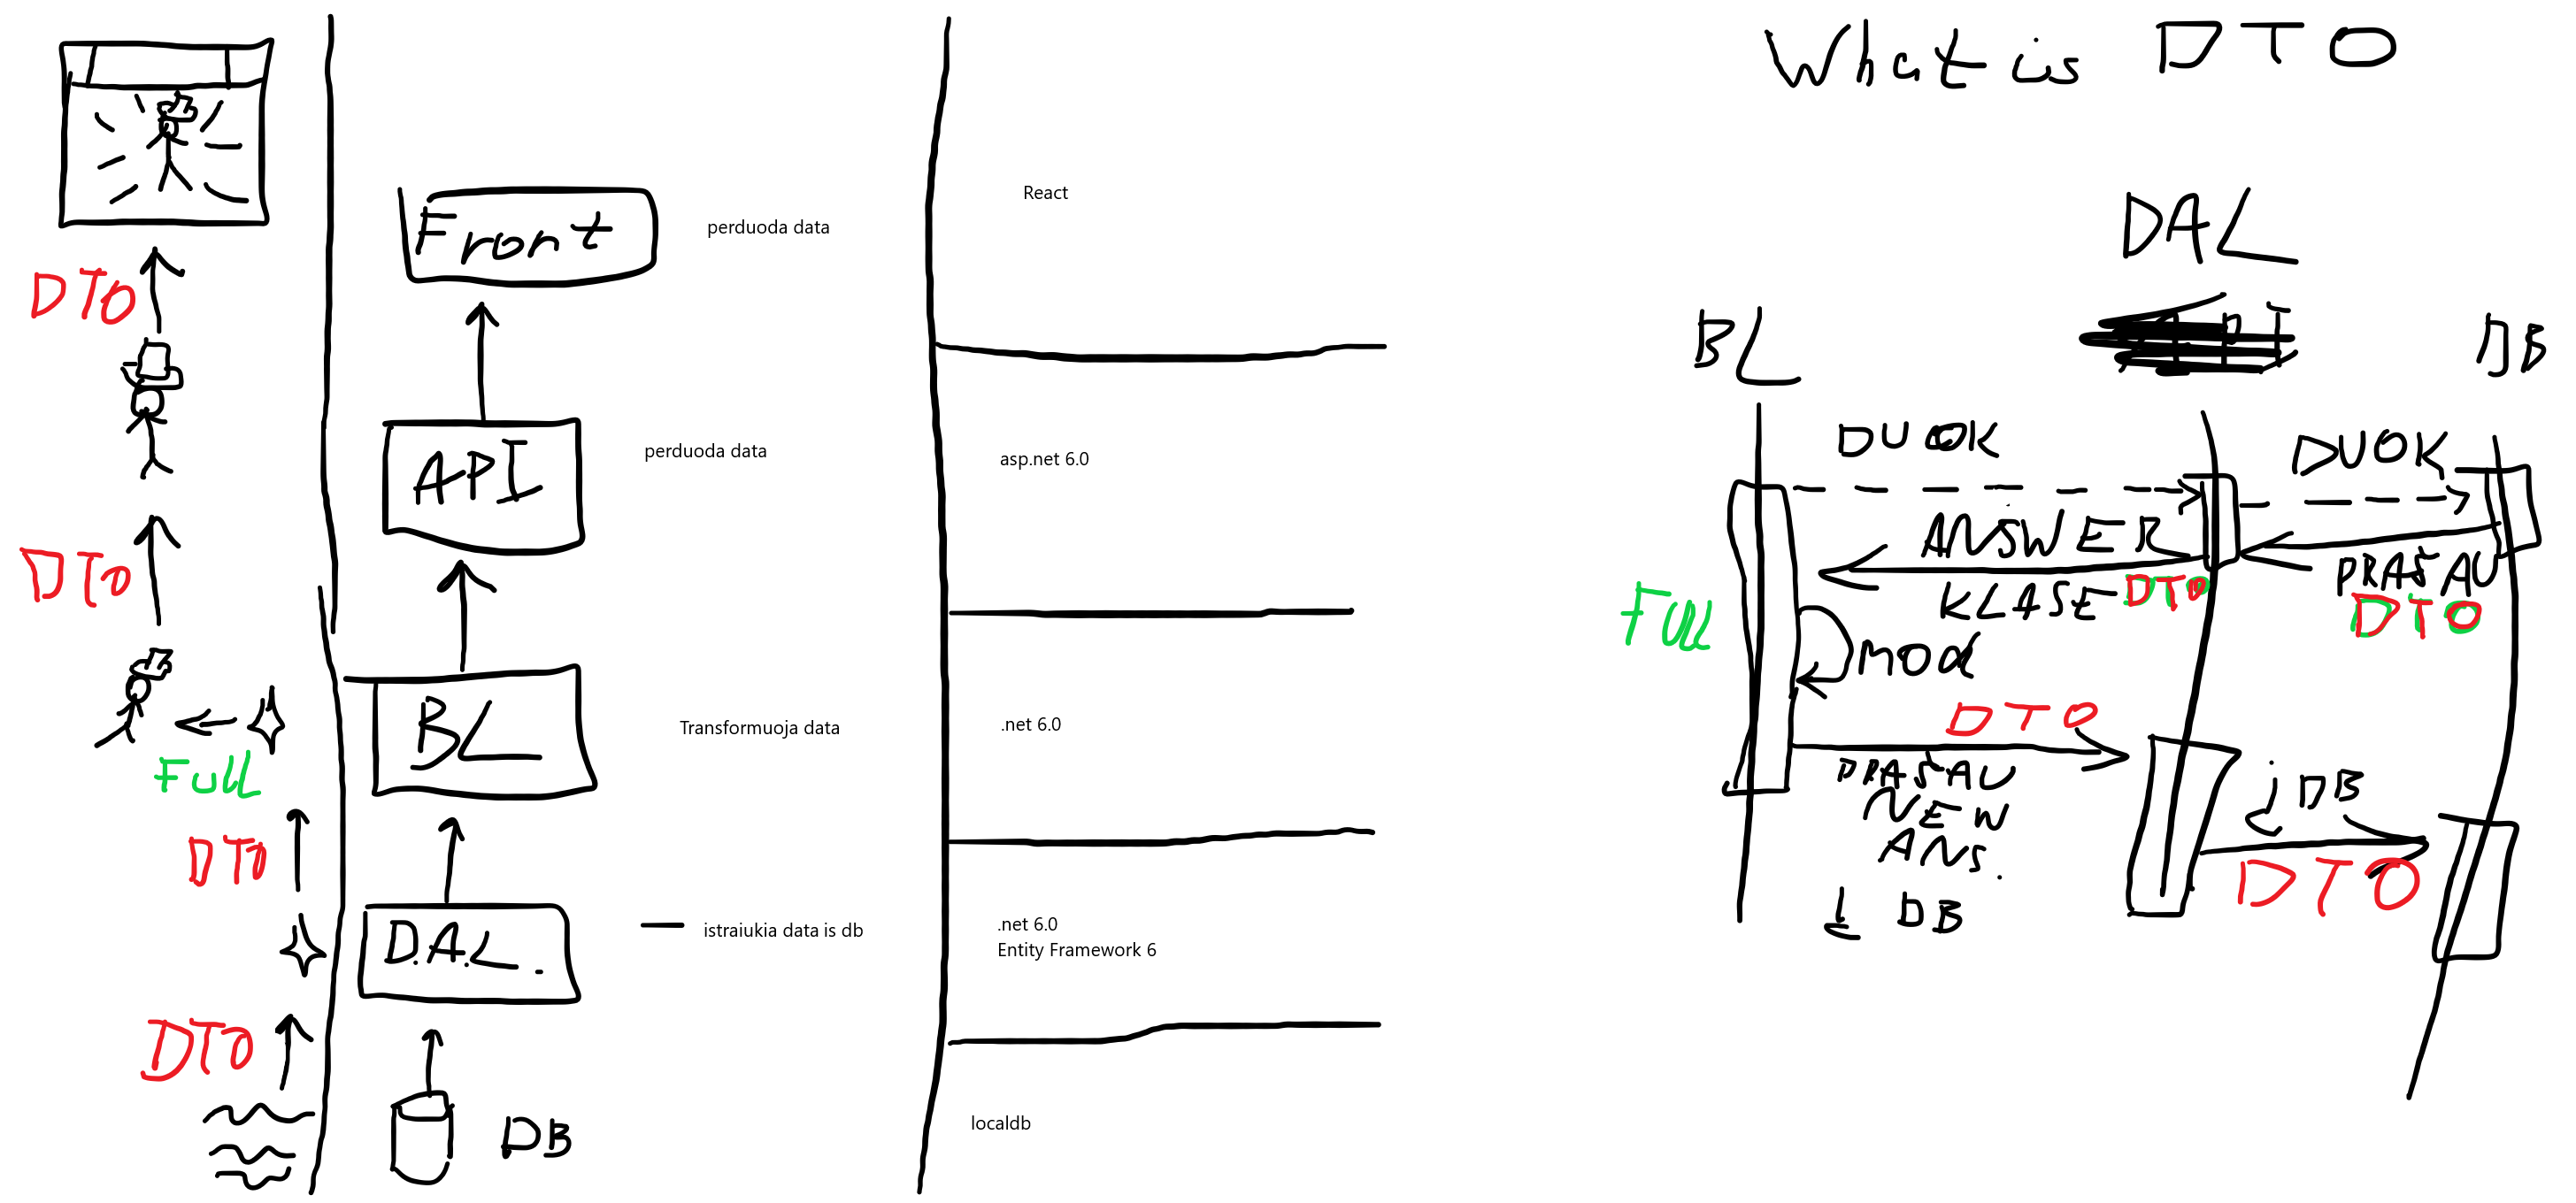 DTO
DTO
FULL
DTO
DTO
Front
perduoda data
API
perduoda data
BL
Transformuoja data
D.A.L.
istraiukia data is db
DB
React
asp.net 6.0
.net 6.0
.net 6.0
Entity Framework 6
localdb
What is DTO
DAL
BL
DB
DUOK
DUOK
ANSWER
KLASE DTO
PRAŠAU
DTO
FULL
MOd
DTO
PRAŠAU
NEW
ANS.
Į DB
į DB
DTO